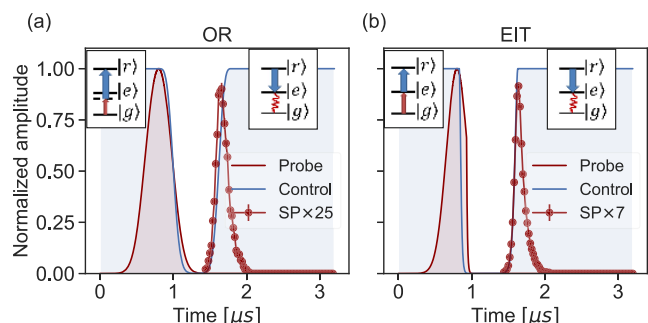 (a) OR
(b) EIT
Normalized amplitude
1.00
0.75
0.50
0.25
0.00
|r⟩
|e⟩
|g⟩
|r⟩
|e⟩
|g⟩
Probe
Control
SP×25
0 1 2 3
Time [μs]
|r⟩
|e⟩
|g⟩
|r⟩
|e⟩
|g⟩
Probe
Control
SP×7
0 1 2 3
Time [μs]